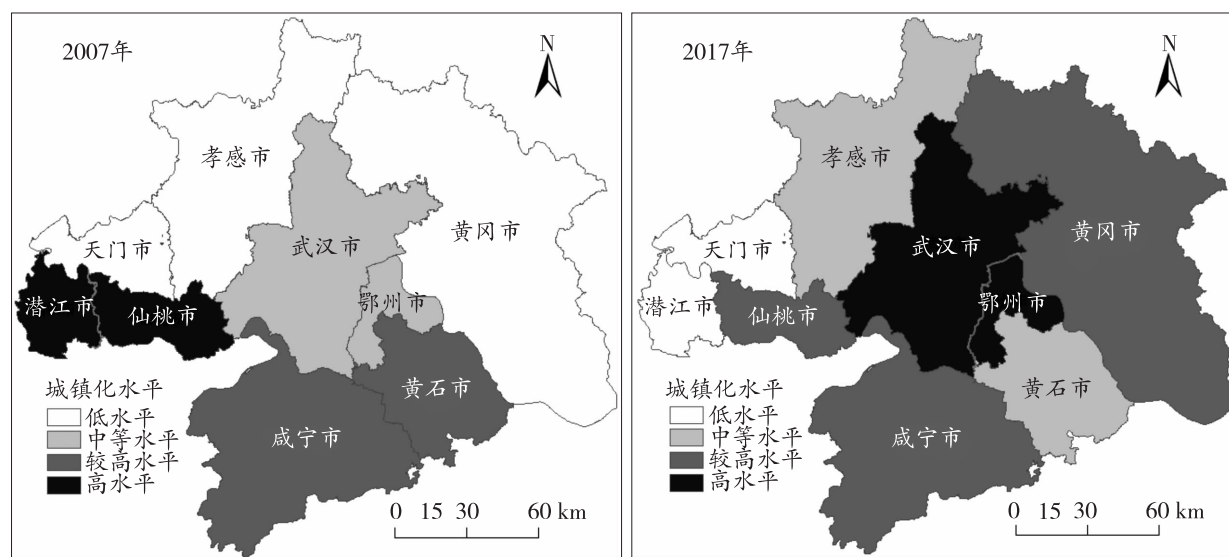 2007年
N
孝感市
天门市
武汉市
黄冈市
潜江市
仙桃市
鄂州市
黄石市
咸宁市
城镇化水平
低水平
中等水平
较高水平
高水平
0 15 30 60 km
2017年
N
孝感市
天门市
武汉市
黄冈市
潜江市
仙桃市
鄂州市
黄石市
咸宁市
城镇化水平
低水平
中等水平
较高水平
高水平
0 15 30 60 km